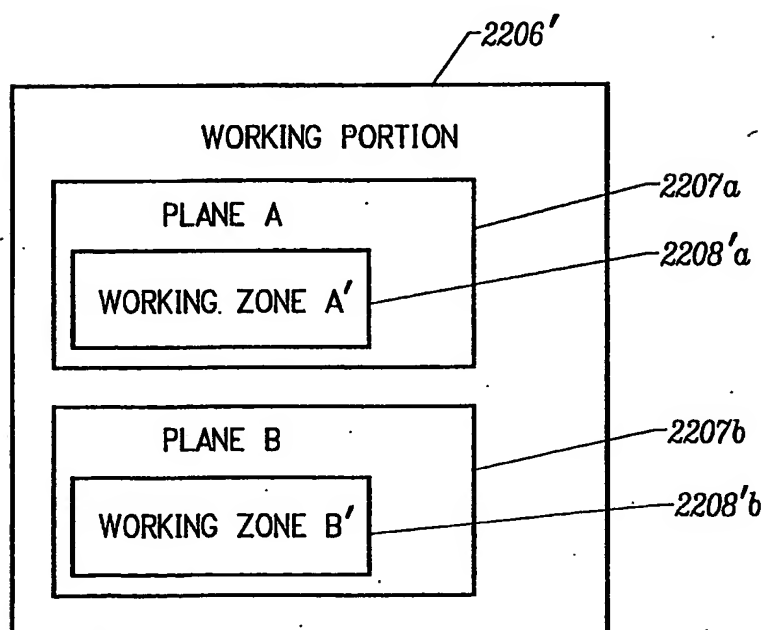 2206'
WORKING PORTION
2207a
PLANE A
2208'a
WORKING. ZONE A'
2207b
PLANE B
2208'b
WORKING ZONE B'